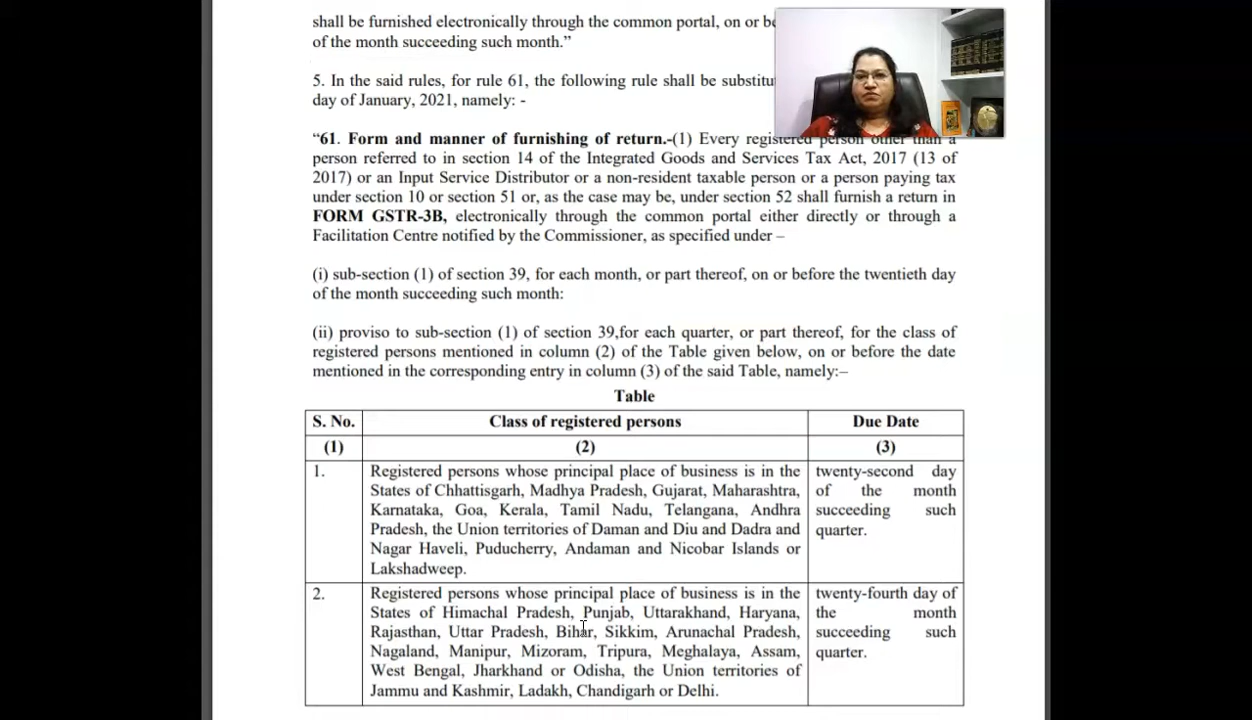 shall be furnished electronically through the common portal, on or be
of the month succeeding such month.”
5. In the said rules, for rule 61, the following rule shall be substitu
day of January, 2021, namely: -
“61. Form and manner of furnishing of return.-(1) Every registered person other than a
person referred to in section 14 of the Integrated Goods and Services Tax Act, 2017 (13 of
2017) or an Input Service Distributor or a non-resident taxable person or a person paying tax
under section 10 or section 51 or, as the case may be, under section 52 shall furnish a return in
FORM GSTR-3B, electronically through the common portal either directly or through a
Facilitation Centre notified by the Commissioner, as specified under –
(i) sub-section (1) of section 39, for each month, or part thereof, on or before the twentieth day
of the month succeeding such month:
(ii) proviso to sub-section (1) of section 39,for each quarter, or part thereof, for the class of
registered persons mentioned in column (2) of the Table given below, on or before the date
mentioned in the corresponding entry in column (3) of the said Table, namely:–
Table
S. No. Class of registered persons Due Date
(1) (2) (3)
1. Registered persons whose principal place of business is in the twenty-second day
States of Chhattisgarh, Madhya Pradesh, Gujarat, Maharashtra, of the month
Karnataka, Goa, Kerala, Tamil Nadu, Telangana, Andhra succeeding such
Pradesh, the Union territories of Daman and Diu and Dadra and quarter.
Nagar Haveli, Puducherry, Andaman and Nicobar Islands or
Lakshadweep.
2. Registered persons whose principal place of business is in the twenty-fourth day of
States of Himachal Pradesh, Punjab, Uttarakhand, Haryana, the month
Rajasthan, Uttar Pradesh, Bihar, Sikkim, Arunachal Pradesh, succeeding such
Nagaland, Manipur, Mizoram, Tripura, Meghalaya, Assam, quarter.
West Bengal, Jharkhand or Odisha, the Union territories of
Jammu and Kashmir, Ladakh, Chandigarh or Delhi.